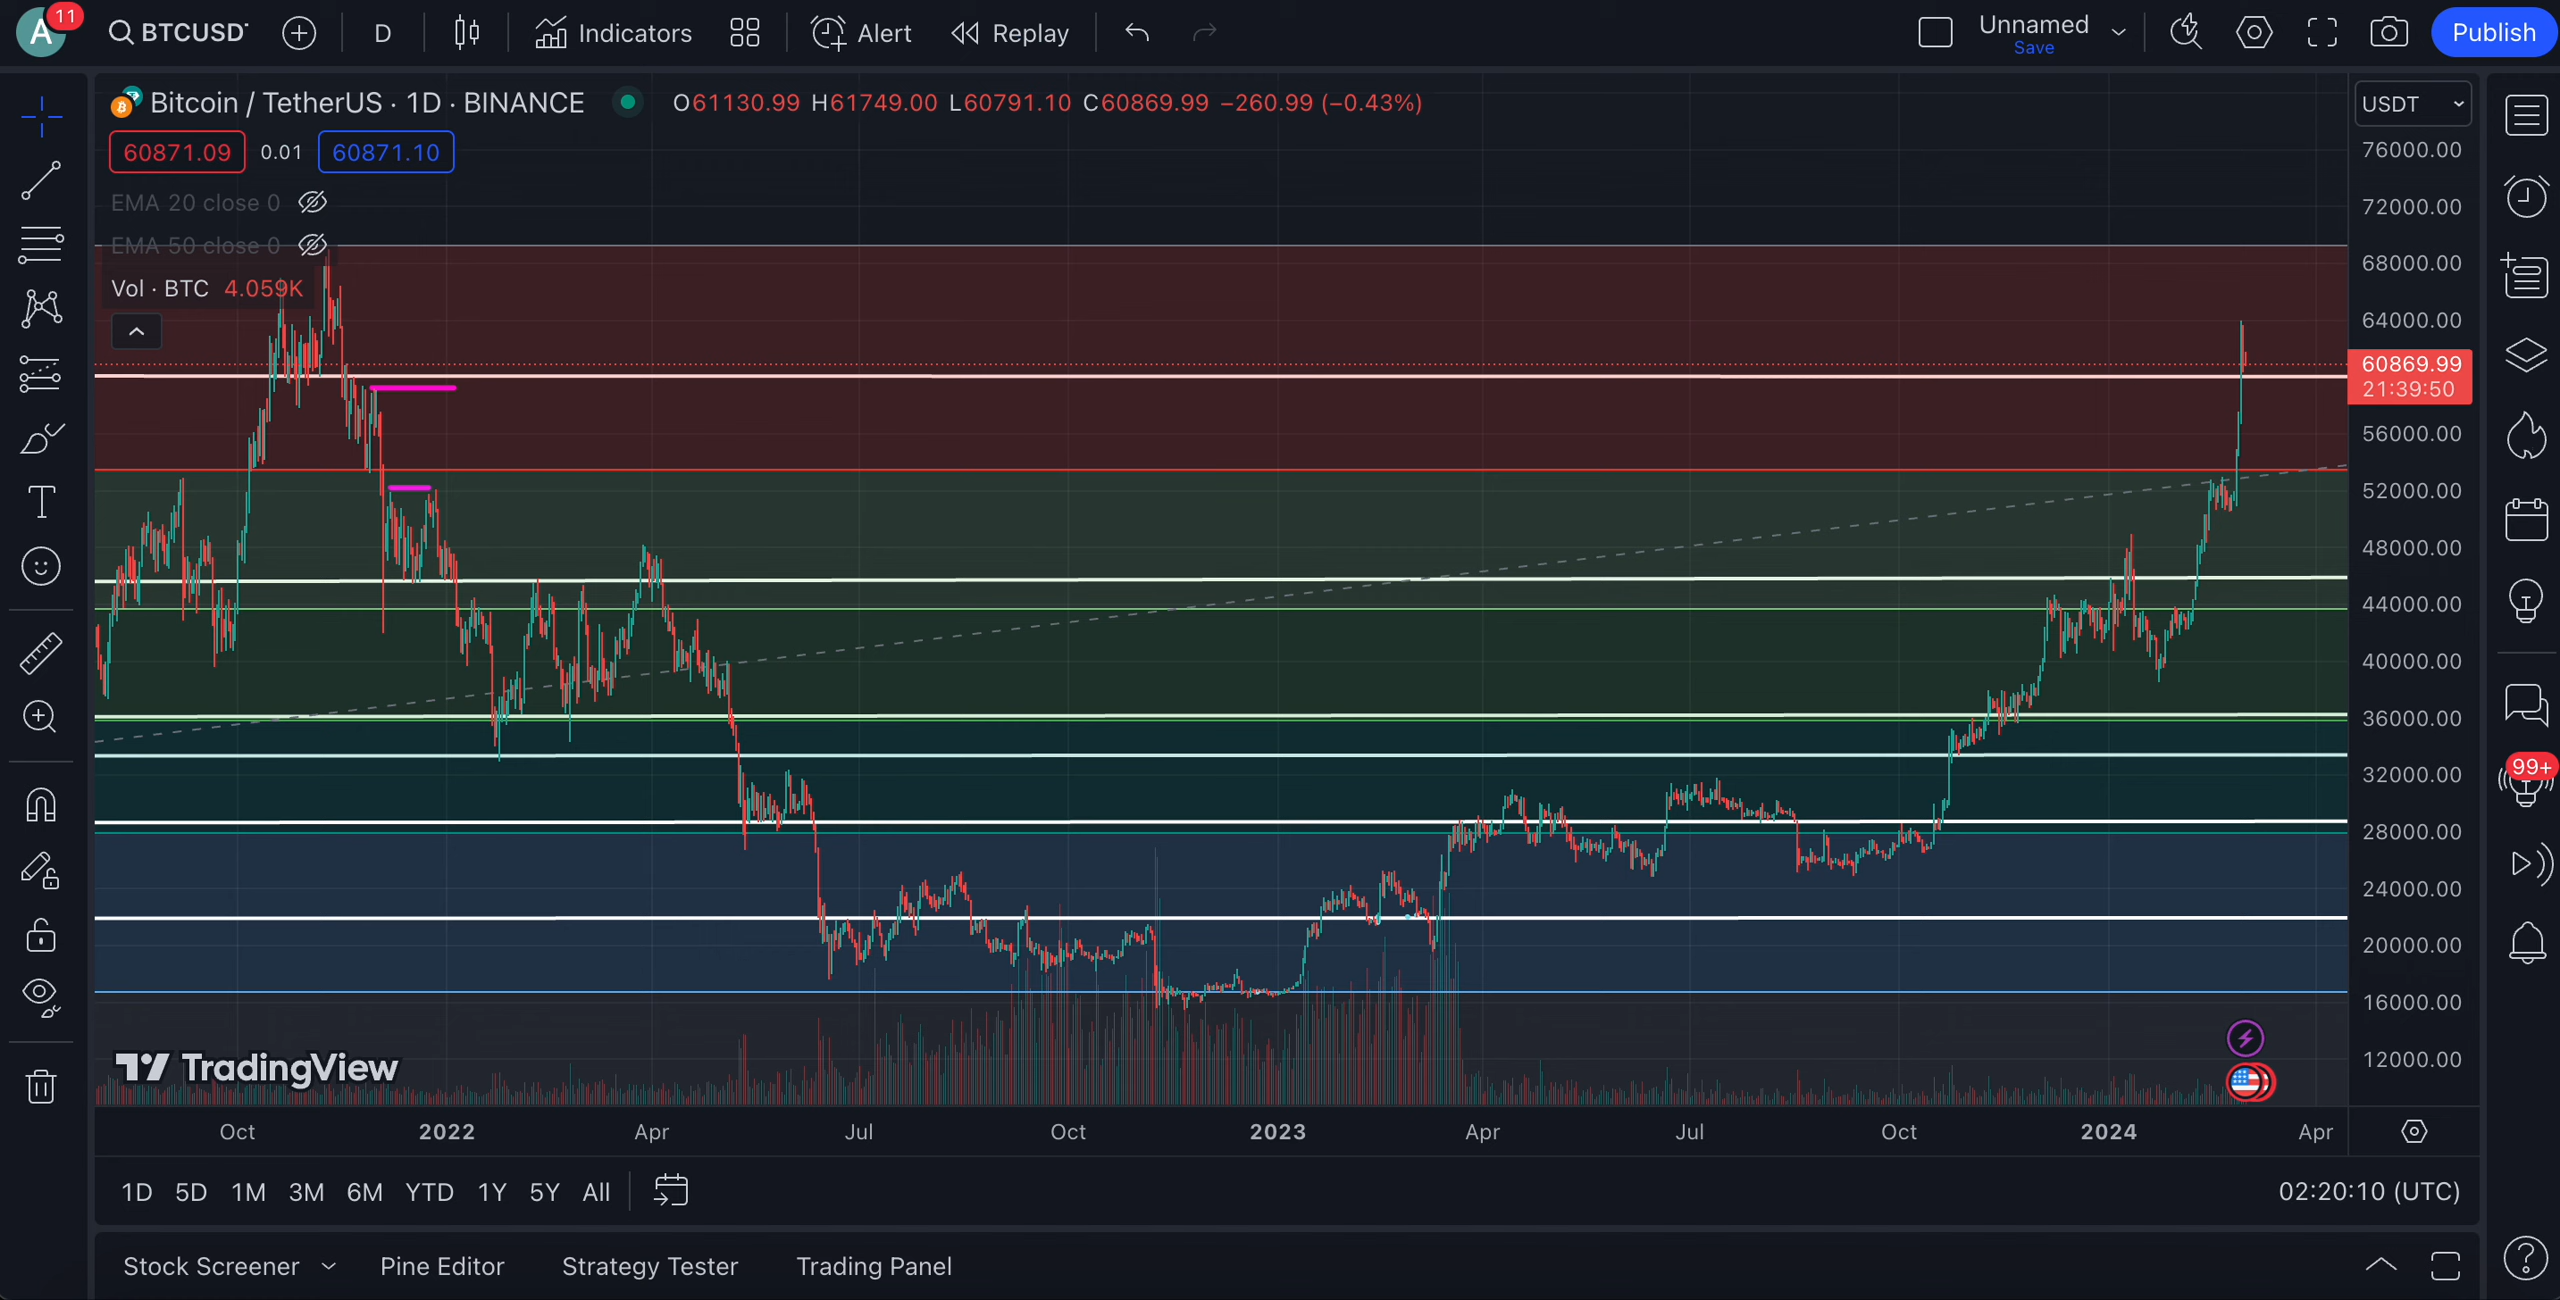 A 11 BTCUSDT D Indicators Alert Replay Unnamed Save Publish
Bitcoin / TetherUS · 1D · BINANCE O61130.99 H61749.00 L60791.10 C60869.99 −260.99 (−0.43%)
USDT
60871.09 0.01 60871.10
EMA 20 close 0
EMA 50 close 0
Vol · BTC 4.059K
76000.00
72000.00
68000.00
64000.00
60869.99
21:39:50
56000.00
52000.00
48000.00
44000.00
40000.00
36000.00
32000.00
28000.00
24000.00
20000.00
16000.00
12000.00
99+
TradingView
Oct 2022 Apr Jul Oct 2023 Apr Jul Oct 2024 Apr
1D 5D 1M 3M 6M YTD 1Y 5Y All 02:20:10 (UTC)
Stock Screener Pine Editor Strategy Tester Trading Panel